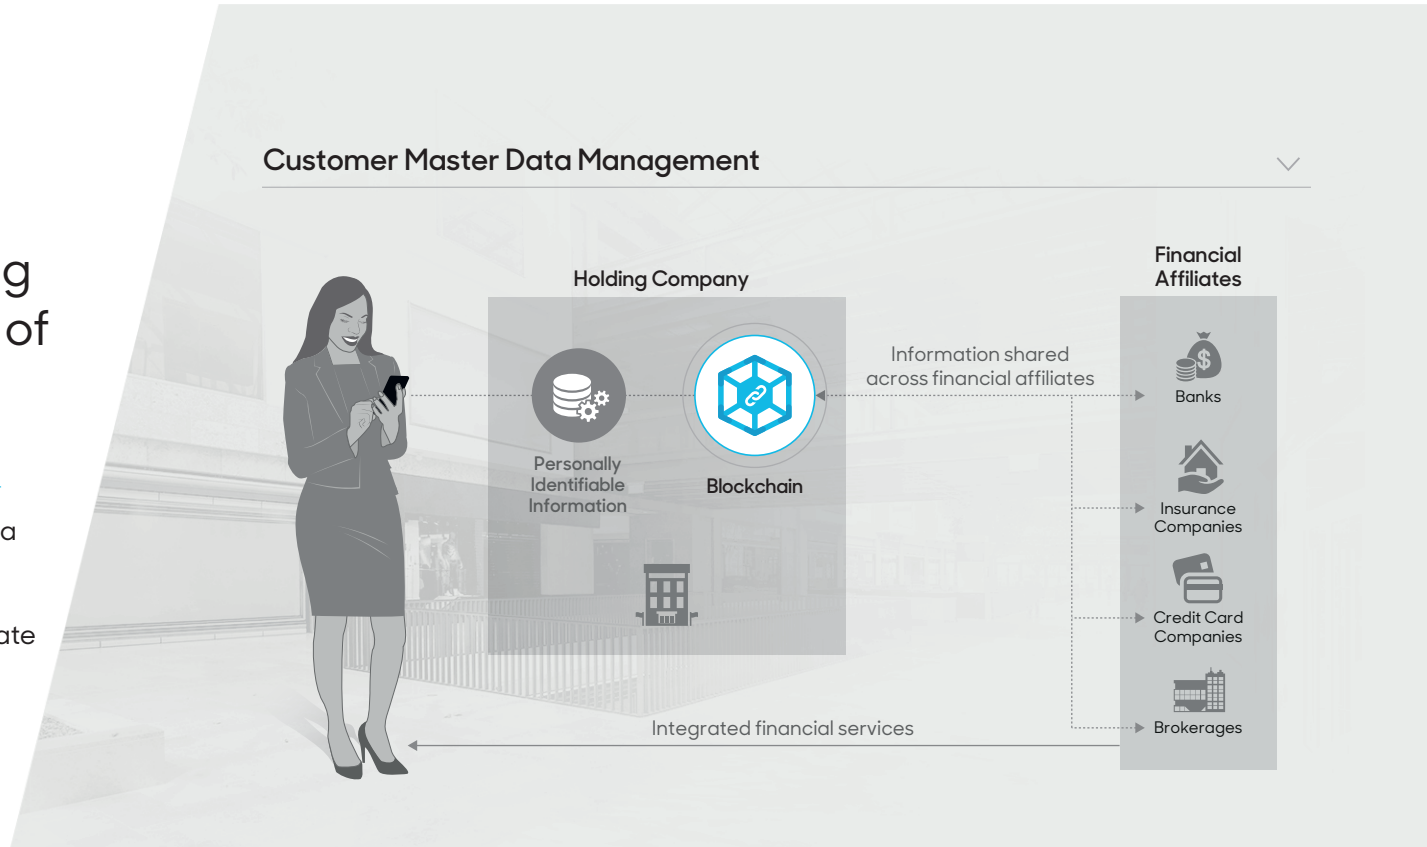 g
of
a
ate
Customer Master Data Management
Holding Company
Personally
Identifiable
Information
Blockchain
Information shared
across financial affiliates
Financial
Affiliates
$
Banks
Insurance
Companies
Credit Card
Companies
Brokerages
Integrated financial services